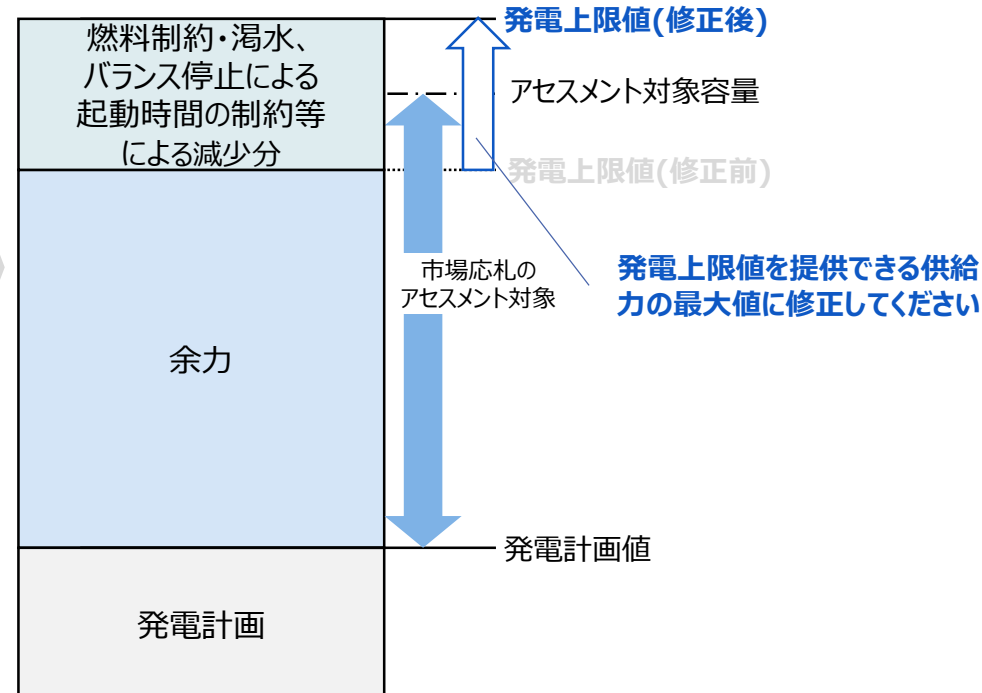 発電上限値(修正後)
燃料制約・渇水、
バランス停止による
起動時間の制約等
による減少分
アセスメント対象容量
発電上限値(修正前)
市場応札の
アセスメント対象
発電上限値を提供できる供給
力の最大値に修正してください
余力
発電計画値
発電計画